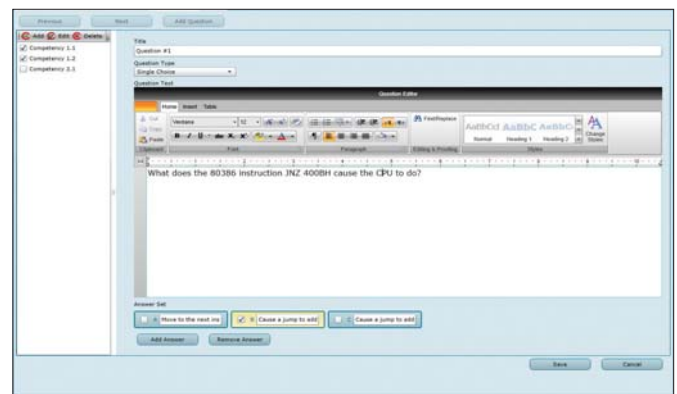 Previous Next Add Question
Add Edit Delete
Competency 1.1
Competency 1.2
Competency 2.1
Title
Question #1
Question Type
Single Choice
Question Text
Question Editor
Home Insert Table
Cut
Copy
Paste
Verdana 12
Find/Replace
AaBbCcI AaBbC AaBbC
Normal Heading 1 Heading 2
Change
Styles
Clipboard Font Paragraph Editing & Proofing Styles
What does the 80386 instruction JNZ 400BH cause the CPU to do?
Answer Set
A Move to the next ins
B Cause a jump to add
C Cause a jump to add
Add Answer Remove Answer
Save Cancel